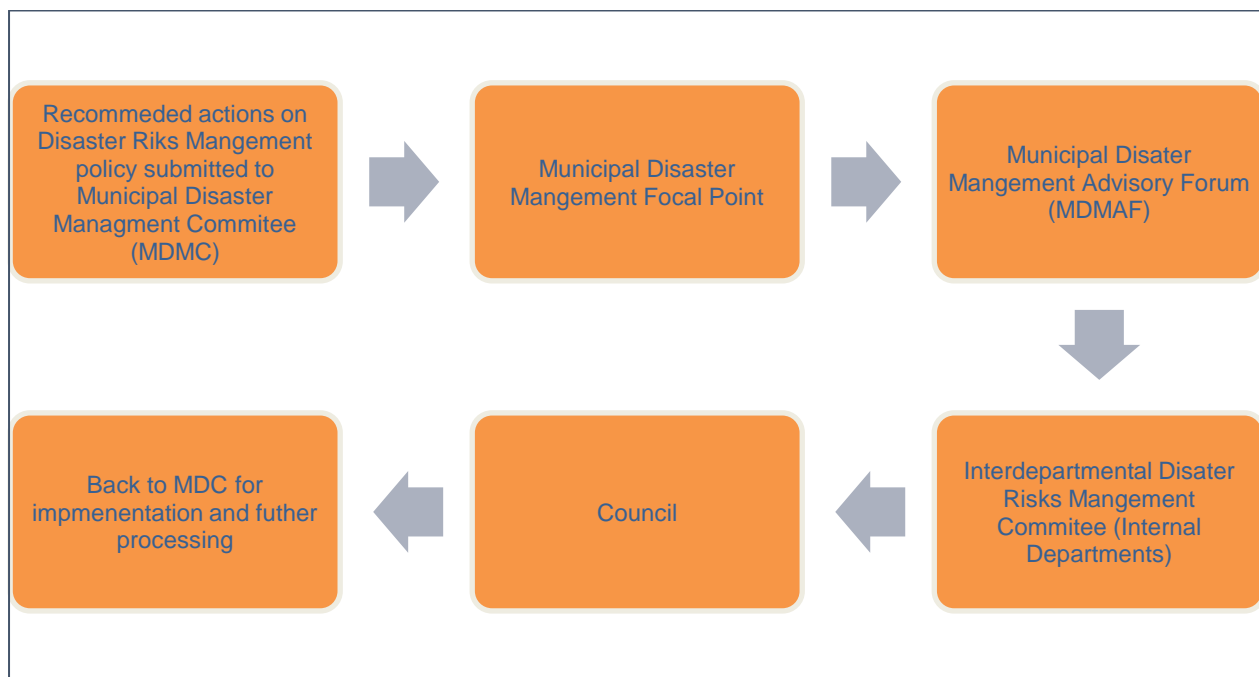 Recommeded actions on
Disaster Riks Mangement
policy submitted to
Municipal Disaster
Managment Commitee
(MDMC)
Municipal Disaster
Mangement Focal Point
Municipal Disater
Mangement Advisory Forum
(MDMAF)
Interdepartmental Disater
Risks Mangement
Commitee (Internal
Departments)
Council
Back to MDC for
impmenentation and futher
processing